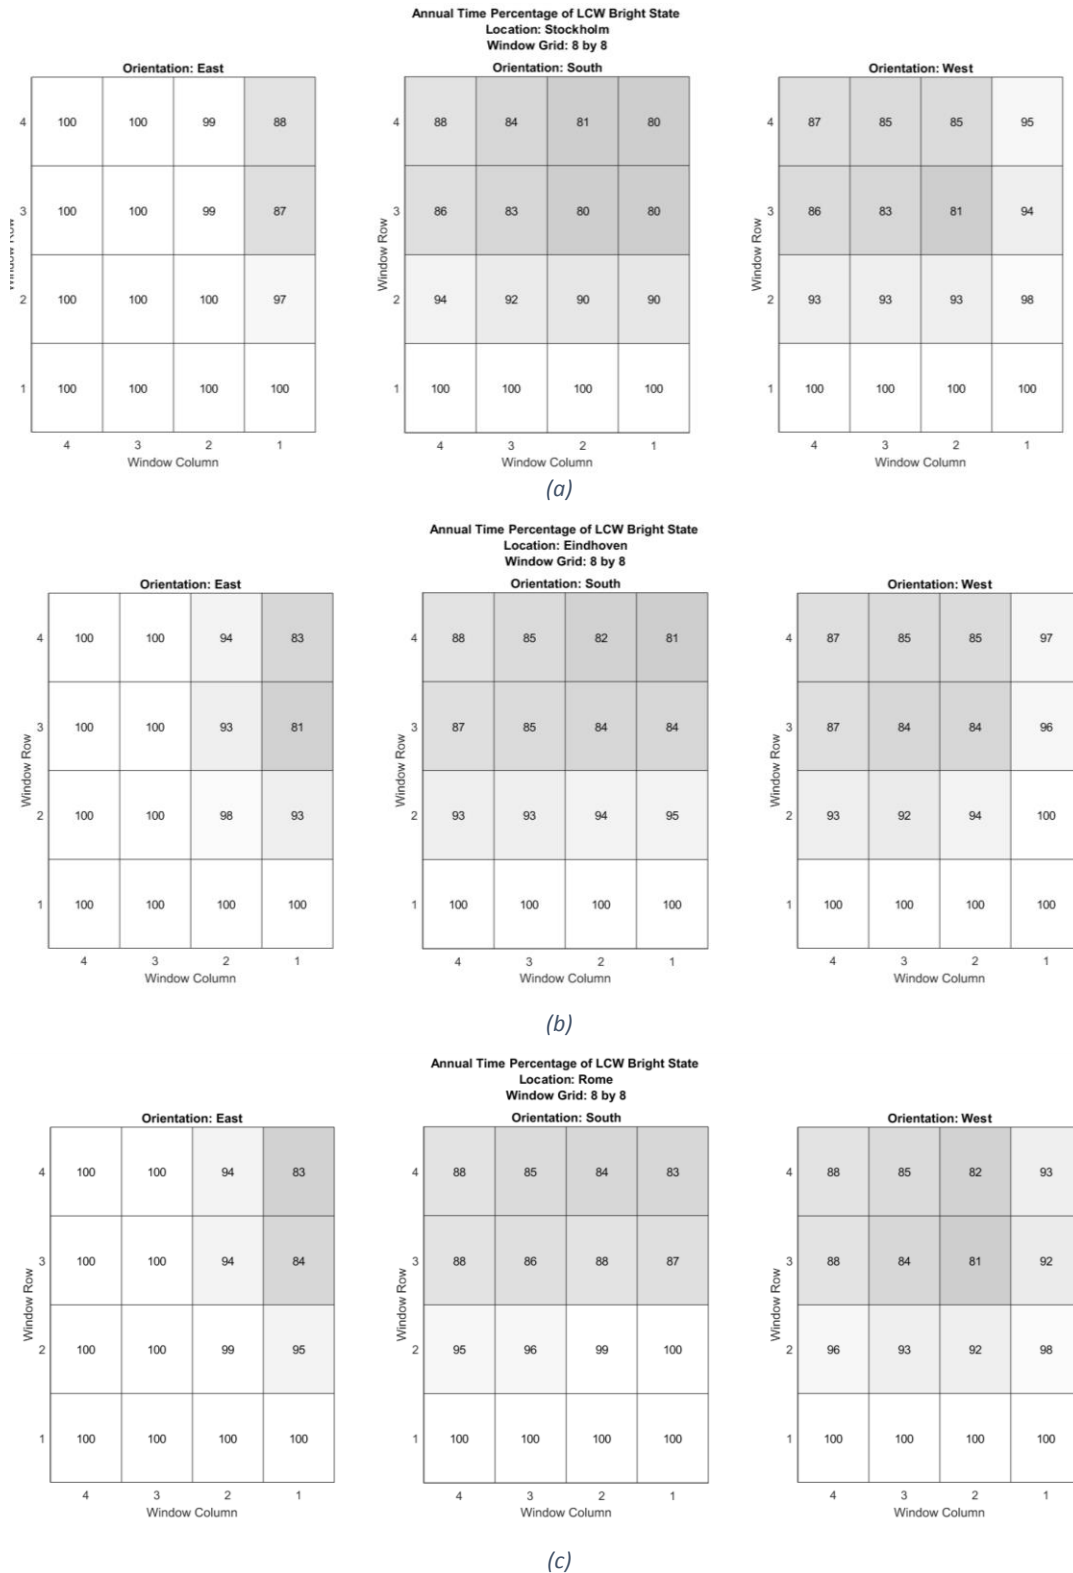 Annual Time Percentage of LCW Bright State
Location: Stockholm
Window Grid: 8 by 8
Orientation: East
Orientation: South
Orientation: West
4 100 100 99 88
3 100 100 99 87
2 100 100 100 97
1 100 100 100 100
4 3 2 1
Window Column
Window Row
4 88 84 81 80
3 86 83 80 80
2 94 92 90 90
1 100 100 100 100
4 3 2 1
Window Column
Window Row
4 87 85 85 95
3 86 83 81 94
2 93 93 93 98
1 100 100 100 100
4 3 2 1
Window Column
Window Row
(a)
Annual Time Percentage of LCW Bright State
Location: Eindhoven
Window Grid: 8 by 8
Orientation: East
Orientation: South
Orientation: West
4 100 100 94 83
3 100 100 93 81
2 100 100 98 93
1 100 100 100 100
4 3 2 1
Window Column
Window Row
4 88 85 82 81
3 87 85 84 84
2 93 93 94 95
1 100 100 100 100
4 3 2 1
Window Column
Window Row
4 87 85 85 97
3 87 84 84 96
2 93 92 94 100
1 100 100 100 100
4 3 2 1
Window Column
Window Row
(b)
Annual Time Percentage of LCW Bright State
Location: Rome
Window Grid: 8 by 8
Orientation: East
Orientation: South
Orientation: West
4 100 100 94 83
3 100 100 94 84
2 100 100 99 95
1 100 100 100 100
4 3 2 1
Window Column
Window Row
4 88 85 84 83
3 88 86 88 87
2 95 96 99 100
1 100 100 100 100
4 3 2 1
Window Column
Window Row
4 88 85 82 93
3 88 84 81 92
2 96 93 92 98
1 100 100 100 100
4 3 2 1
Window Column
Window Row
(c)